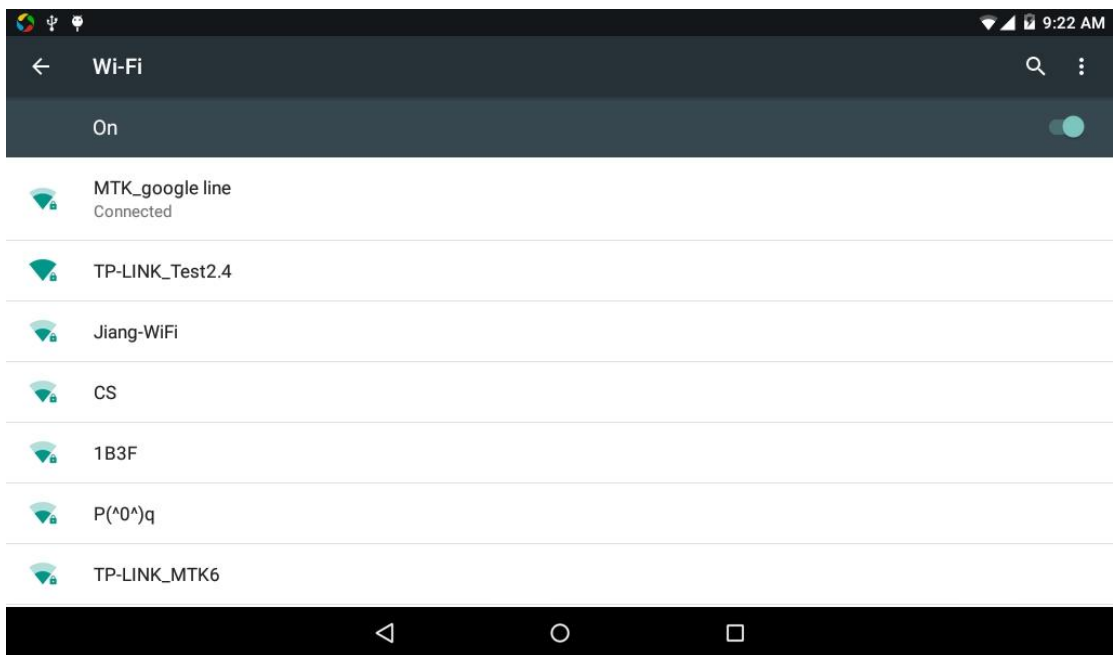 9:22 AM
Wi-Fi
On
MTK_google line
Connected
TP-LINK_Test2.4
Jiang-WiFi
CS
1B3F
P(^0^)q
TP-LINK_MTK6